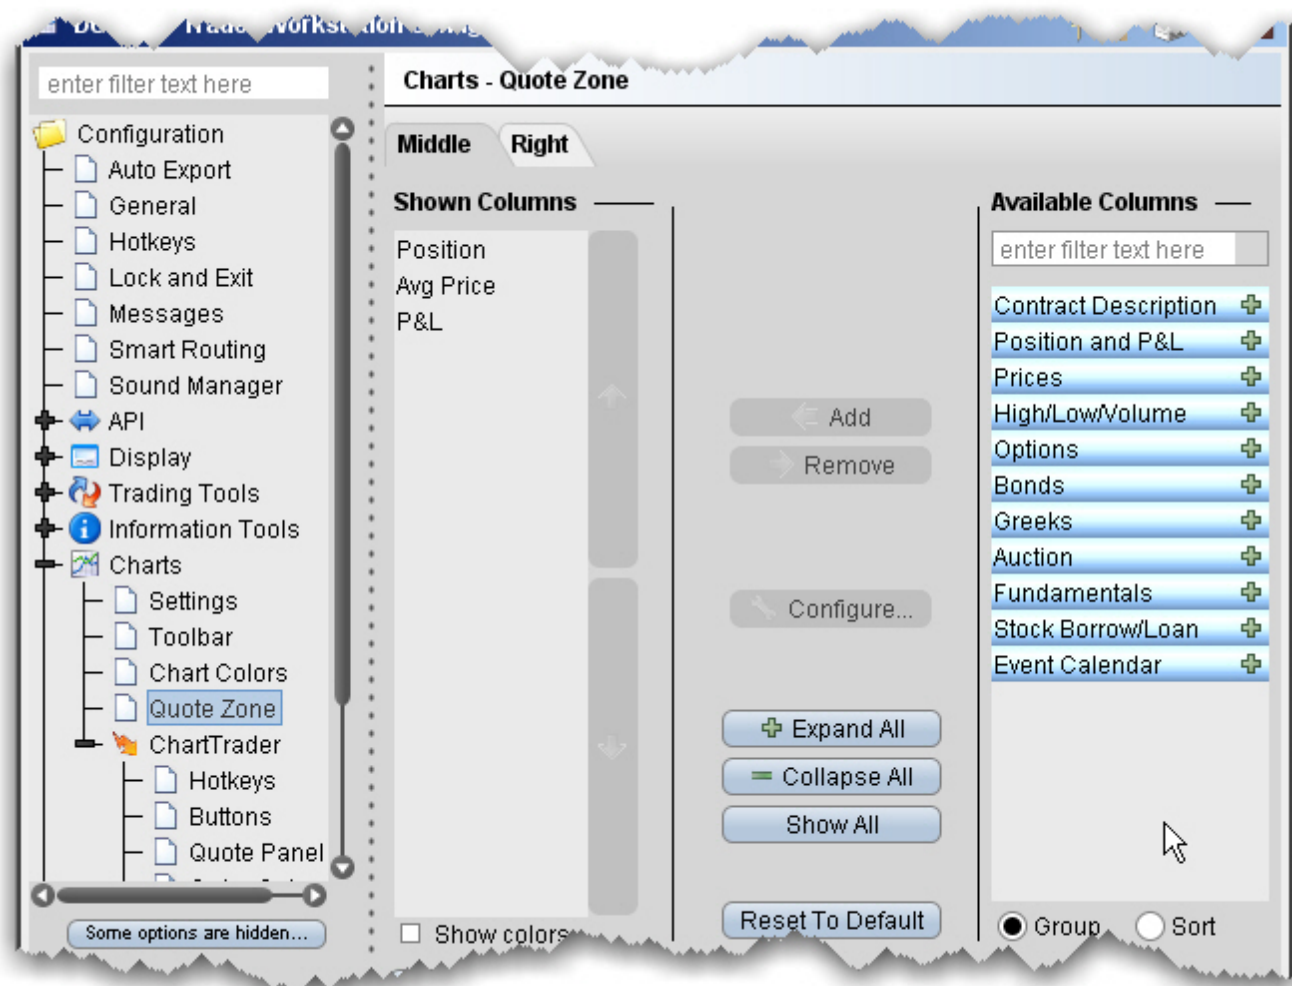 enter filter text here
Configuration
Auto Export
General
Hotkeys
Lock and Exit
Messages
Smart Routing
Sound Manager
API
Display
Trading Tools
Information Tools
Charts
Settings
Toolbar
Chart Colors
Quote Zone
ChartTrader
Hotkeys
Buttons
Quote Panel
Some options are hidden...
Charts - Quote Zone
Middle
Right
Shown Columns
Position
Avg Price
P&L
Show colors
Add
Remove
Configure...
Expand All
Collapse All
Show All
Reset To Default
Available Columns
enter filter text here
Contract Description
Position and P&L
Prices
High/Low/Volume
Options
Bonds
Greeks
Auction
Fundamentals
Stock Borrow/Loan
Event Calendar
Group
Sort